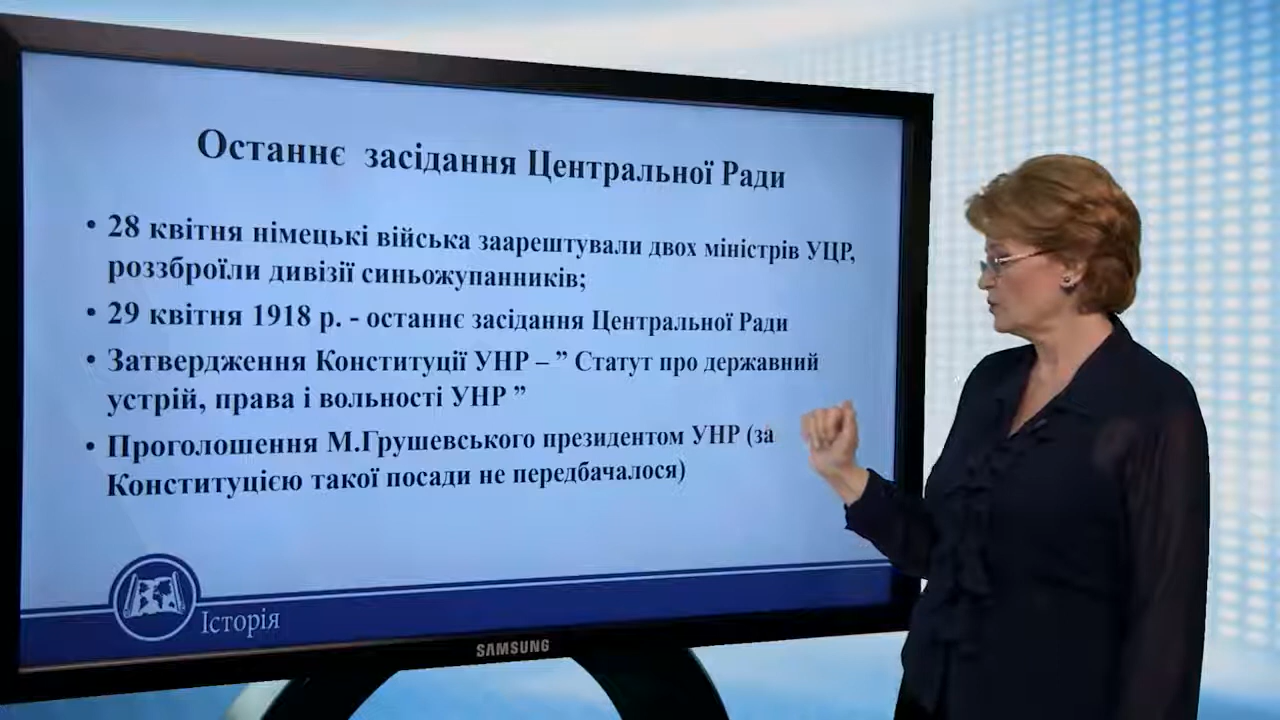 Останнє засідання Центральної Ради
• 28 квітня німецькі війська заарештували двох міністрів УЦР,
роззброїли дивізії синьожупанників;
• 29 квітня 1918 р. - останнє засідання Центральної Ради
• Затвердження Конституції УНР – ” Статут про державний
устрій, права і вольності УНР ”
• Проголошення М.Грушевського президентом УНР (за
Конституцією такої посади не передбачалося)
Історія
SAMSUNG